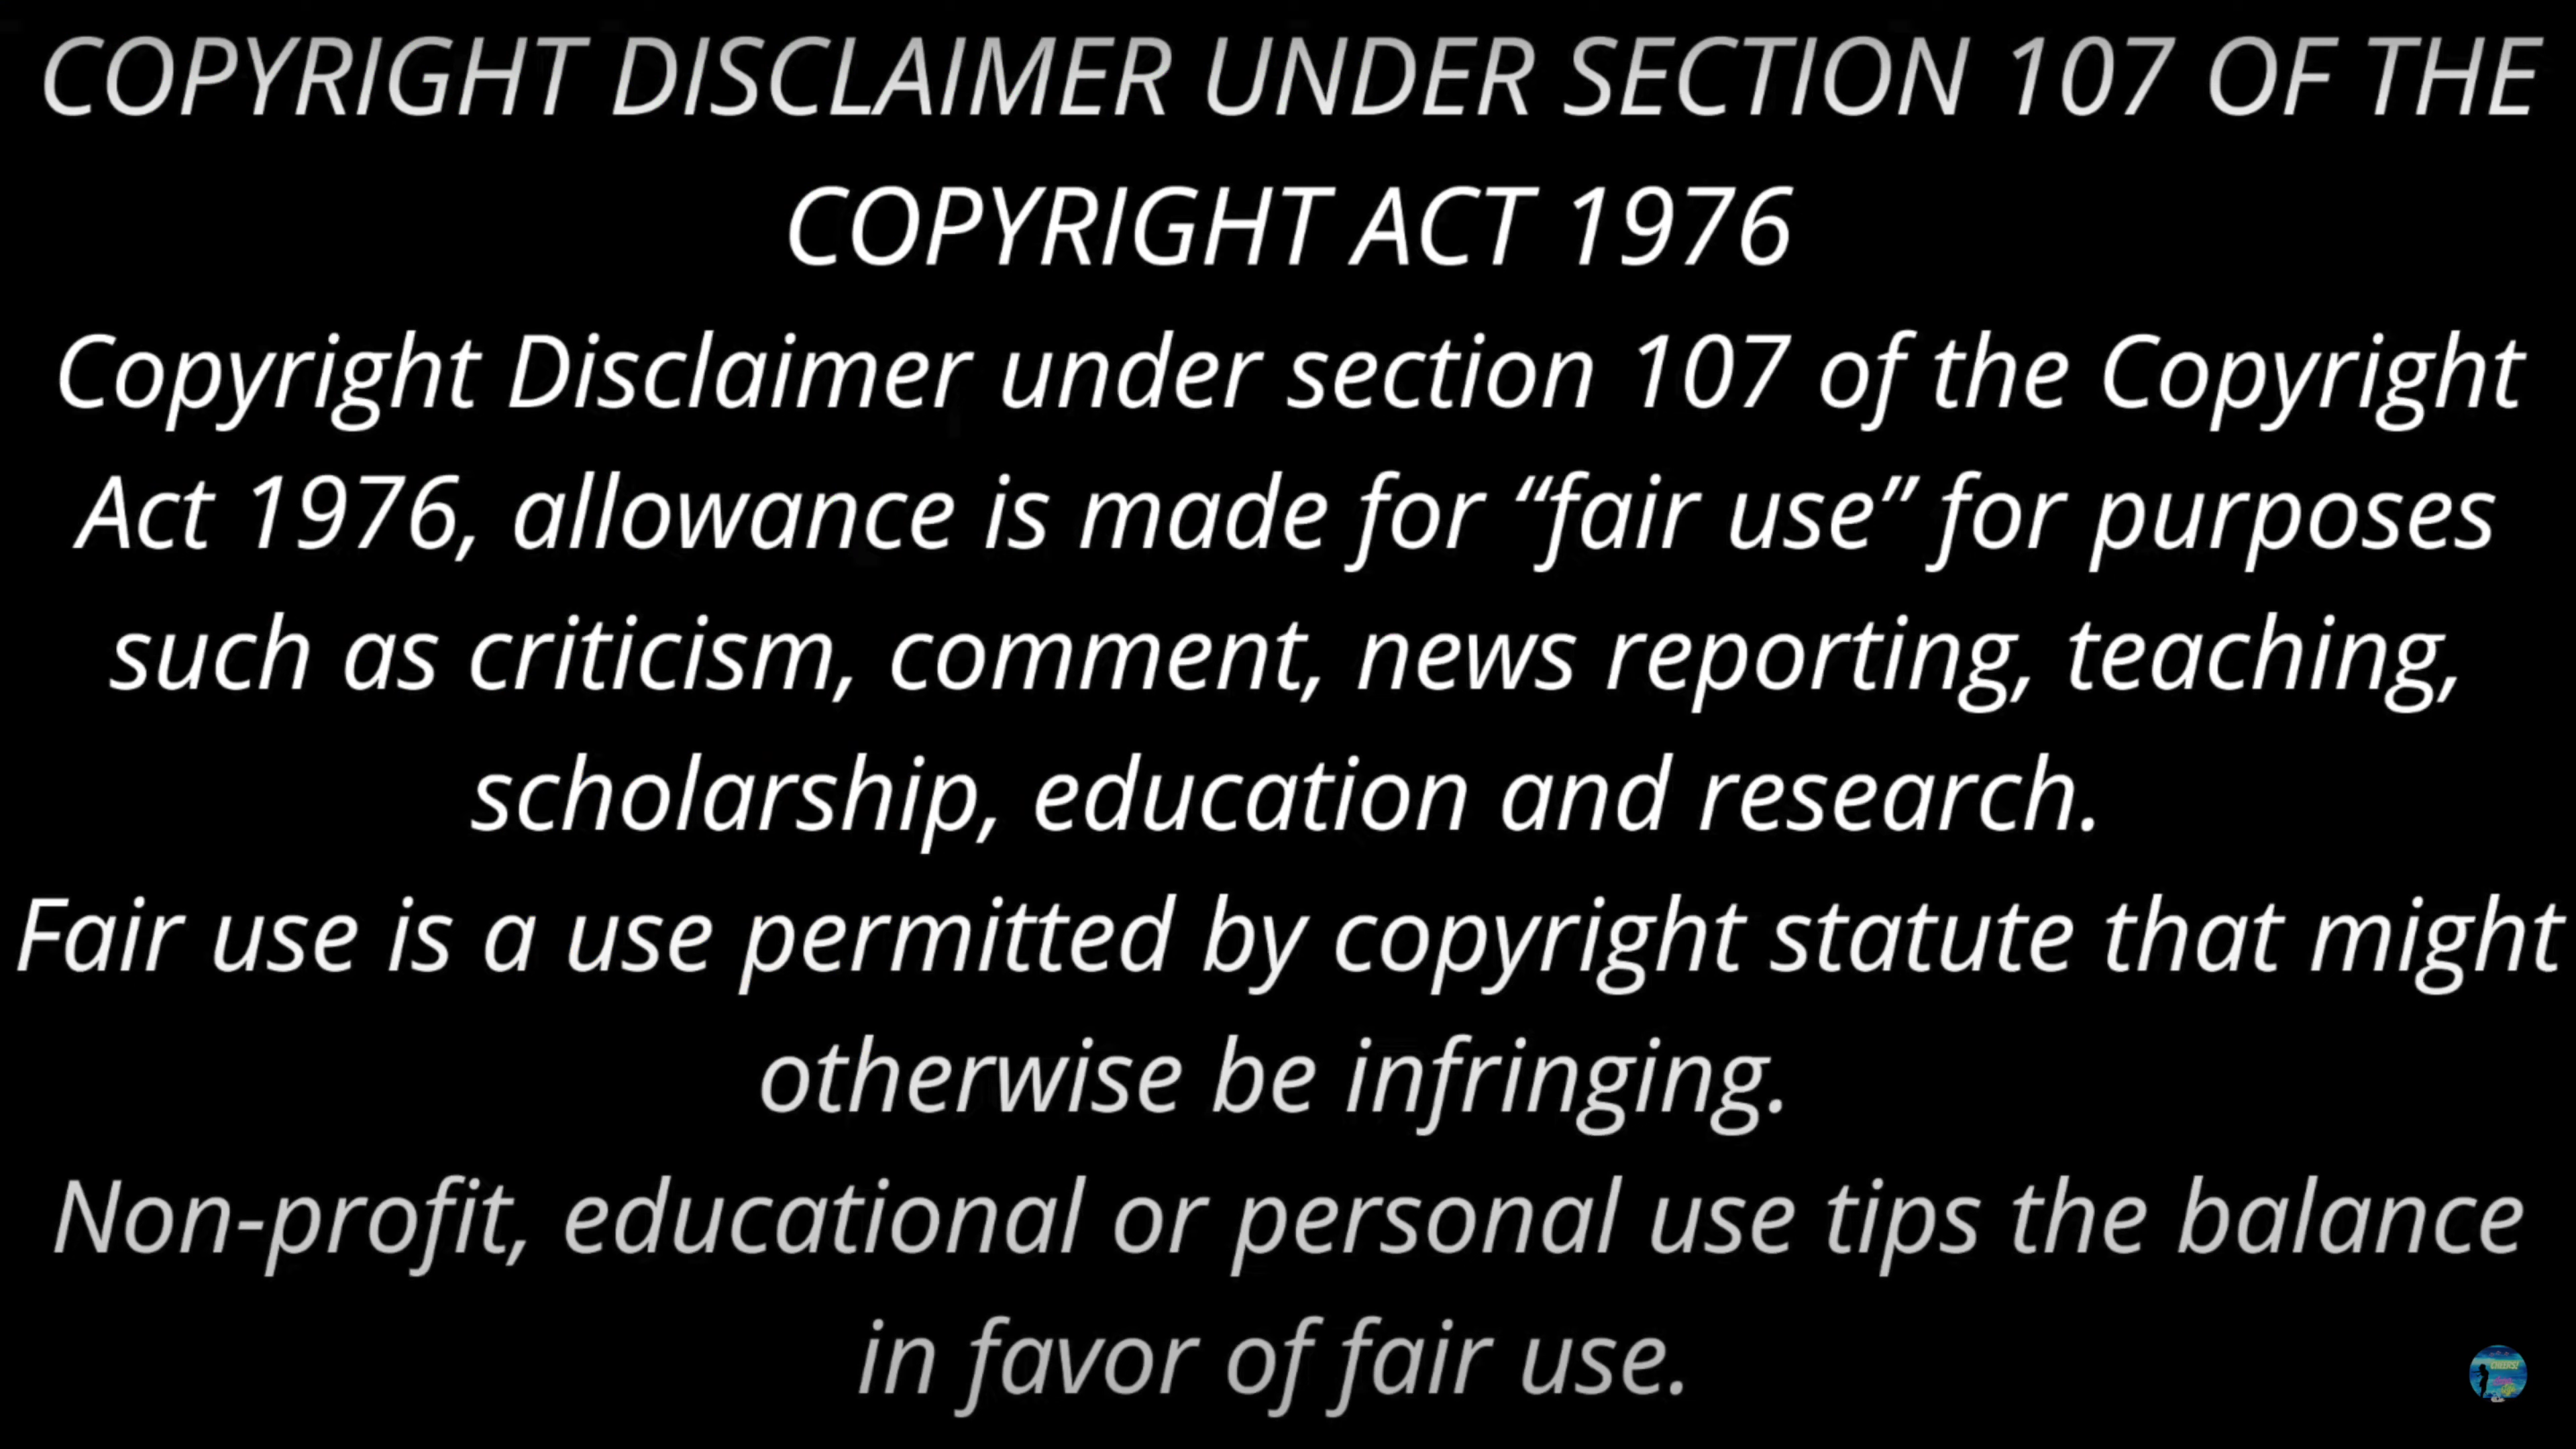 COPYRIGHT DISCLAIMER UNDER SECTION 107 OF THE
COPYRIGHT ACT 1976
Copyright Disclaimer under section 107 of the Copyright
Act 1976, allowance is made for “fair use” for purposes
such as criticism, comment, news reporting, teaching,
scholarship, education and research.
Fair use is a use permitted by copyright statute that might
otherwise be infringing.
Non-profit, educational or personal use tips the balance
in favor of fair use.
CHEERS!